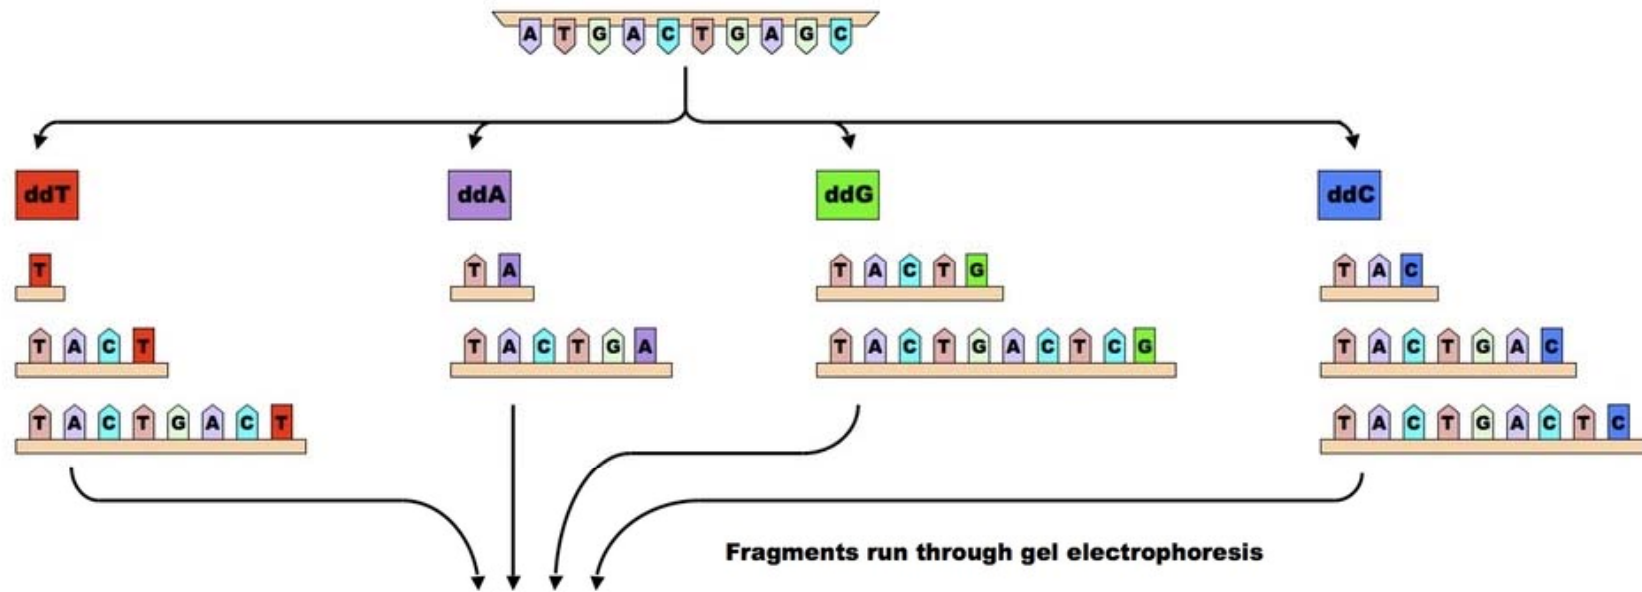 A T G A C T G A G C
ddT ddA ddG ddC
T T A T A C T G T A C
T A C T T A C T G A T A C T G A C T C G T A C T G A C
T A C T G A C T T A C T G A C T C
Fragments run through gel electrophoresis